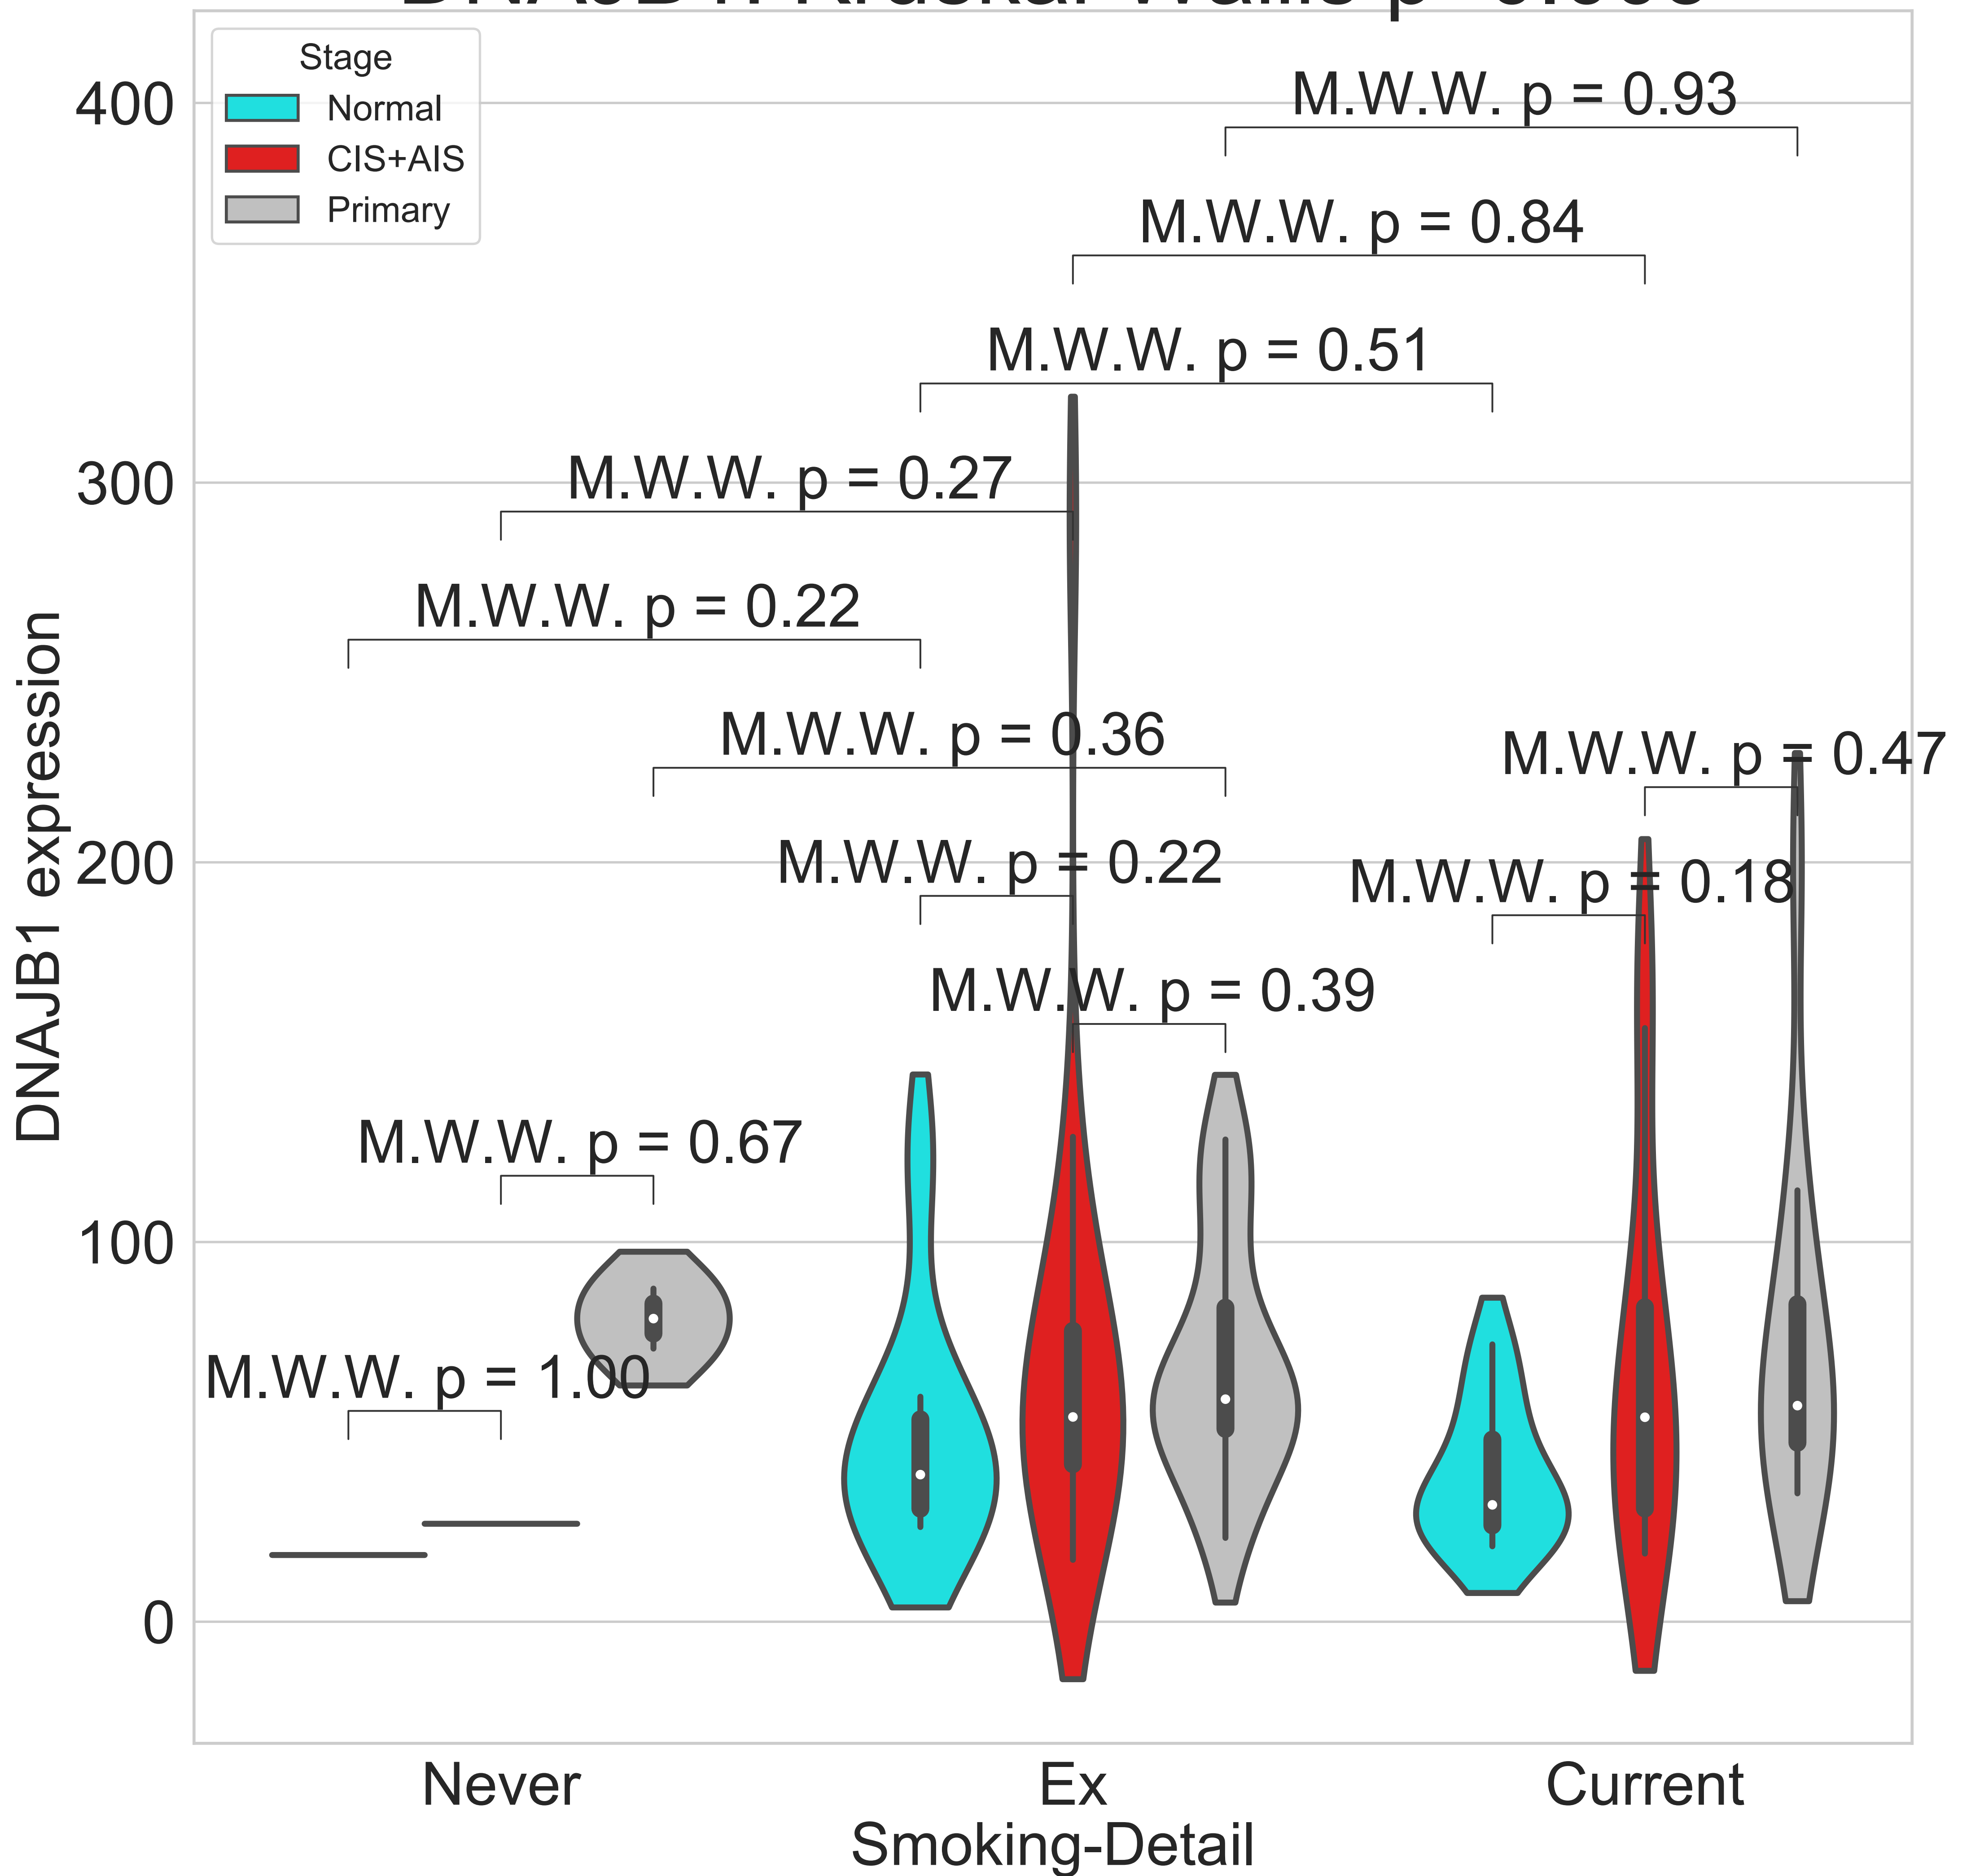 Stage
Normal
CIS+AIS
Primary
M.W.W. p = 0.93
M.W.W. p = 0.84
M.W.W. p = 0.51
M.W.W. p = 0.27
M.W.W. p = 0.22
M.W.W. p = 0.36
M.W.W. p = 0.47
M.W.W. p = 0.22
M.W.W. p = 0.18
M.W.W. p = 0.39
M.W.W. p = 0.67
M.W.W. p = 1.00
400
300
200
100
0
DNAJB1 expression
Never
Ex
Current
Smoking-Detail